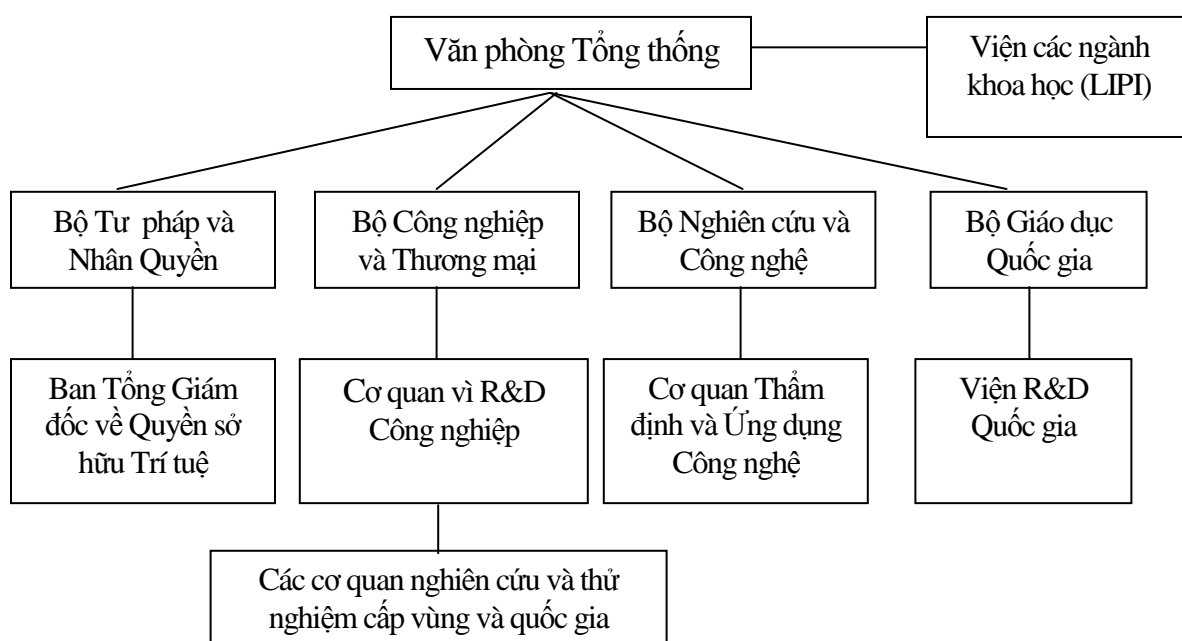 Văn phòng Tổng thống
Viện các ngành
khoa học (LIPI)
Bộ Tư pháp và
Nhân Quyền
Bộ Công nghiệp
và Thương mại
Bộ Nghiên cứu và
Công nghệ
Bộ Giáo dục
Quốc gia
Ban Tổng Giám
đốc về Quyền sở
hữu Trí tuệ
Cơ quan vì R&D
Công nghiệp
Cơ quan Thẩm
định và Ứng dụng
Công nghệ
Viện R&D
Quốc gia
Các cơ quan nghiên cứu và thử
nghiệm cấp vùng và quốc gia